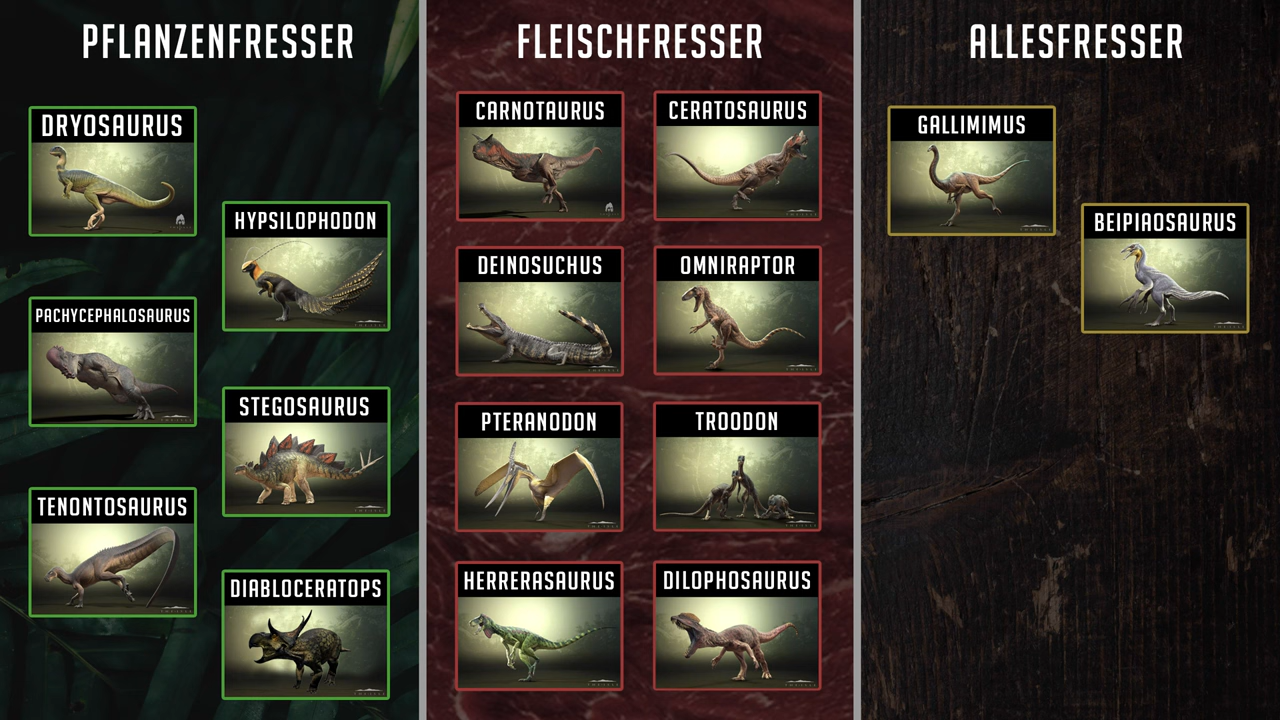 PFLANZENFRESSER
DRYOSAURUS
HYPSILOPHODON
PACHYCEPHALOSAURUS
STEGOSAURUS
TENONTOSAURUS
DIABLOCERATOPS
FLEISCHFRESSER
CARNOTAURUS
CERATOSAURUS
DEINOSUCHUS
OMNIRAPTOR
PTERANODON
TROODON
HERRERASAURUS
DILOPHOSAURUS
ALLESFRESSER
GALLIMIMUS
BEIPIAOSAURUS